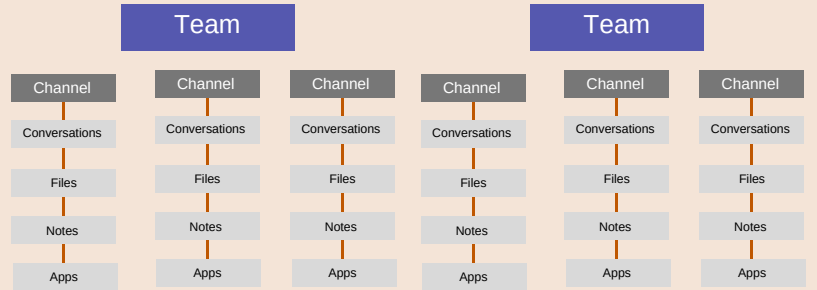 Team
Team
Channel
Channel
Channel
Channel
Channel
Channel
Conversations
Conversations
Conversations
Conversations
Conversations
Conversations
Files
Files
Files
Files
Files
Files
Notes
Notes
Notes
Notes
Notes
Notes
Apps
Apps
Apps
Apps
Apps
Apps